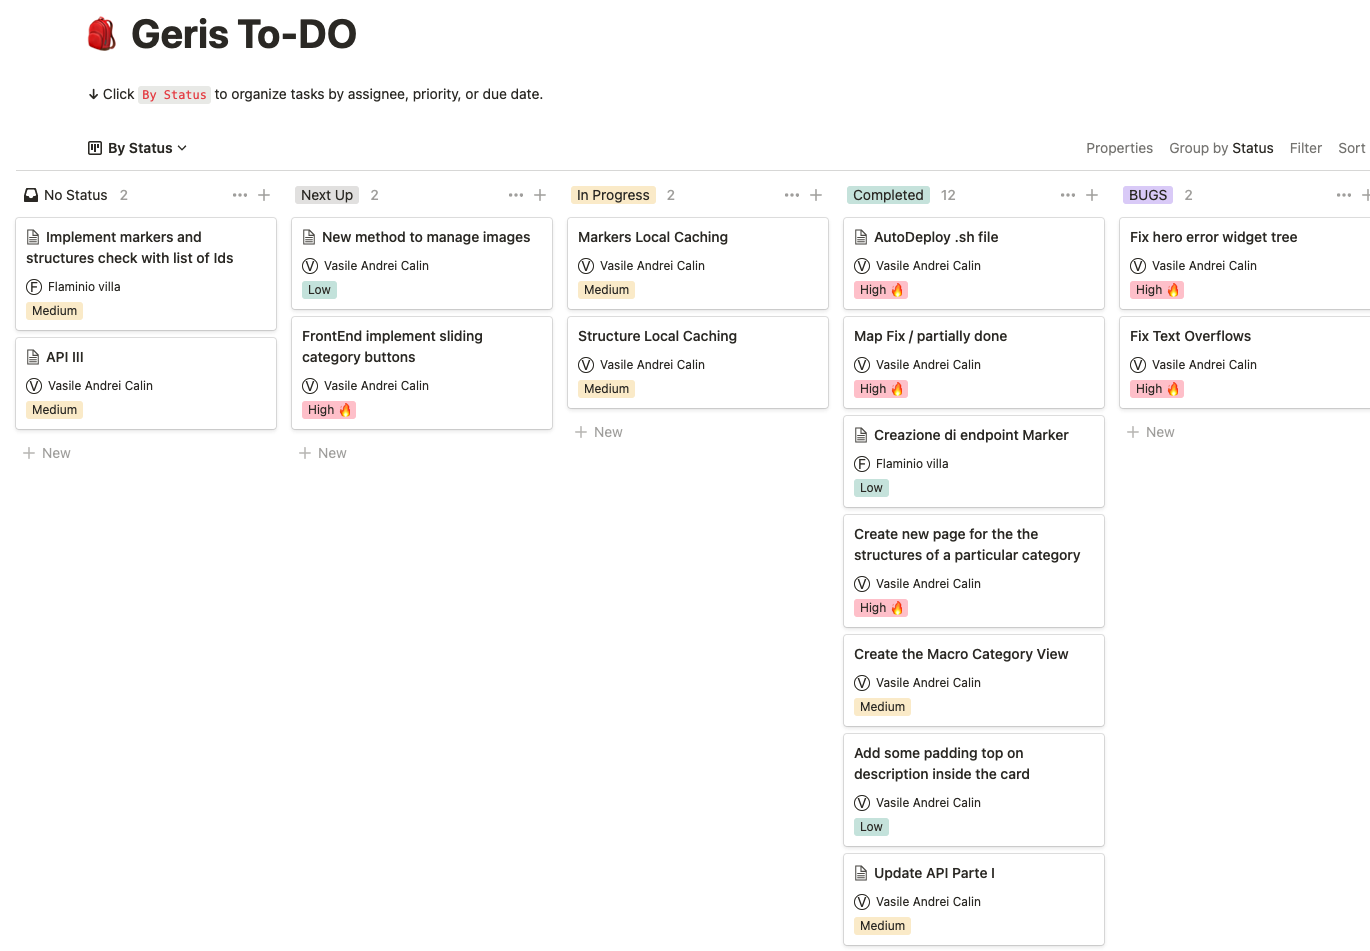 Geris To-DO
↓ Click By Status to organize tasks by assignee, priority, or due date.
By Status
Properties Group by Status Filter Sort
No Status 2
Implement markers and
structures check with list of Ids
F Flaminio villa
Medium
API III
V Vasile Andrei Calin
Medium
+ New
Next Up 2
New method to manage images
V Vasile Andrei Calin
Low
FrontEnd implement sliding
category buttons
V Vasile Andrei Calin
High 🔥
+ New
In Progress 2
Markers Local Caching
V Vasile Andrei Calin
Medium
Structure Local Caching
V Vasile Andrei Calin
Medium
+ New
Completed 12
AutoDeploy .sh file
V Vasile Andrei Calin
High 🔥
Map Fix / partially done
V Vasile Andrei Calin
High 🔥
Creazione di endpoint Marker
F Flaminio villa
Low
Create new page for the the
structures of a particular category
V Vasile Andrei Calin
High 🔥
Create the Macro Category View
V Vasile Andrei Calin
Medium
Add some padding top on
description inside the card
V Vasile Andrei Calin
Low
Update API Parte I
V Vasile Andrei Calin
Medium
BUGS 2
Fix hero error widget tree
V Vasile Andrei Calin
High 🔥
Fix Text Overflows
V Vasile Andrei Calin
High 🔥
+ New